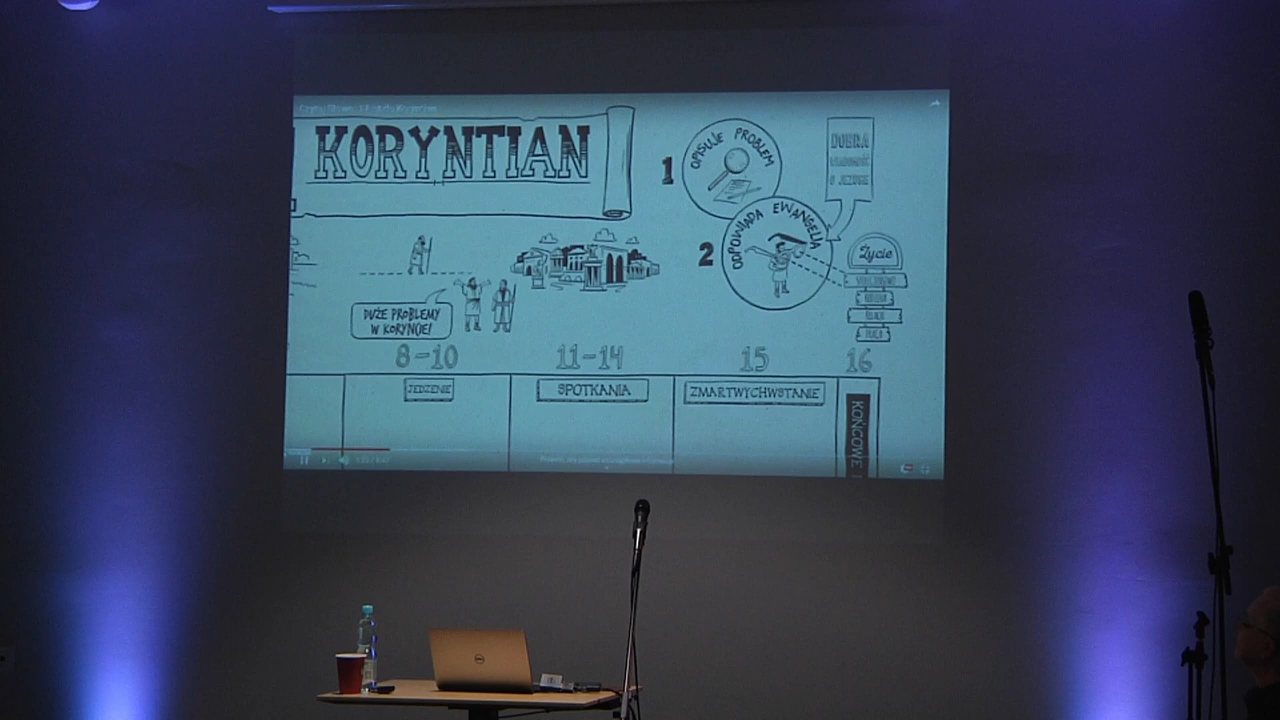 KORYNTIAN
1
OPISUJE PROBLEM
DOBRA
O JEZUSIE
2
ODPOWIADA EWANGELIĄ
Życie
DUŻE PROBLEMY
W KORYNCIE!
8-10
11-14
15
16
JEDZENIE
SPOTKANIA
ZMARTWYCHWSTANIE
KOŃCOWE
DELL